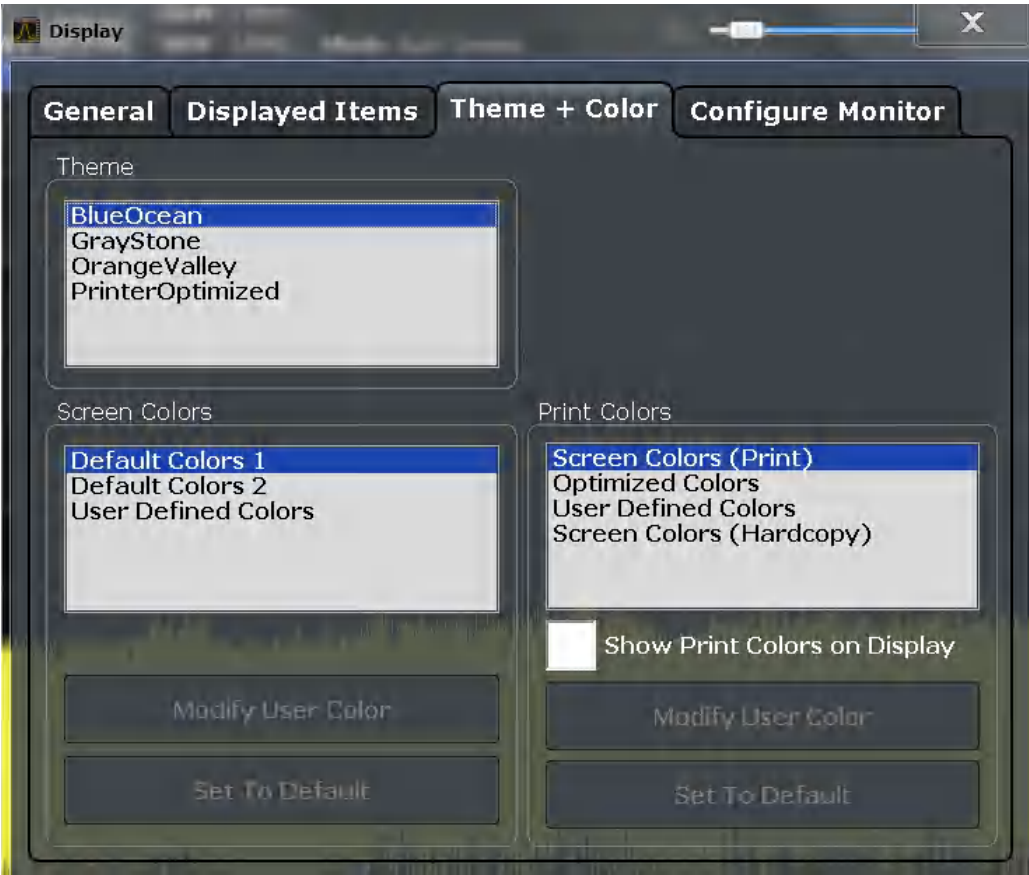 Display
X
General
Displayed Items
Theme + Color
Configure Monitor
Theme
BlueOcean
GrayStone
OrangeValley
PrinterOptimized
Screen Colors
Default Colors 1
Default Colors 2
User Defined Colors
Modify User Color
Set To Default
Print Colors
Screen Colors (Print)
Optimized Colors
User Defined Colors
Screen Colors (Hardcopy)
Show Print Colors on Display
Modify User Color
Set To Default